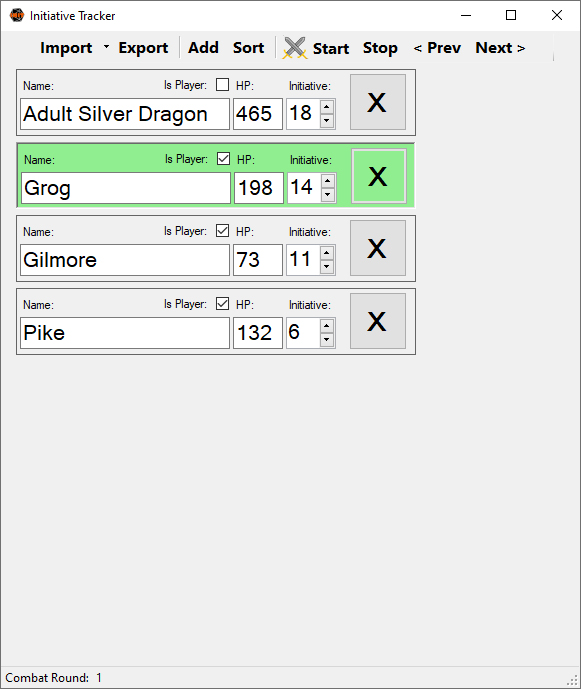 Initiative Tracker
Import Export Add Sort Start Stop < Prev Next >
Name: Is Player: HP: Initiative:
Adult Silver Dragon 465 18 X
Name: Is Player: HP: Initiative:
Grog 198 14 X
Name: Is Player: HP: Initiative:
Gilmore 73 11 X
Name: Is Player: HP: Initiative:
Pike 132 6 X
Combat Round: 1